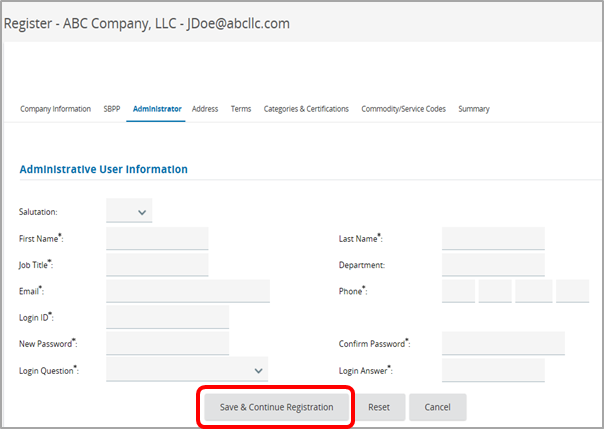 Register - ABC Company, LLC - JDoe@abcllc.com
Company Information SBPP Administrator Address Terms Categories & Certifications Commodity/Service Codes Summary
Administrative User Information
Salutation:
First Name*: Last Name*:
Job Title*: Department:
Email*: Phone*:
Login ID*:
New Password*: Confirm Password*:
Login Question*: Login Answer*:
Save & Continue Registration Reset Cancel